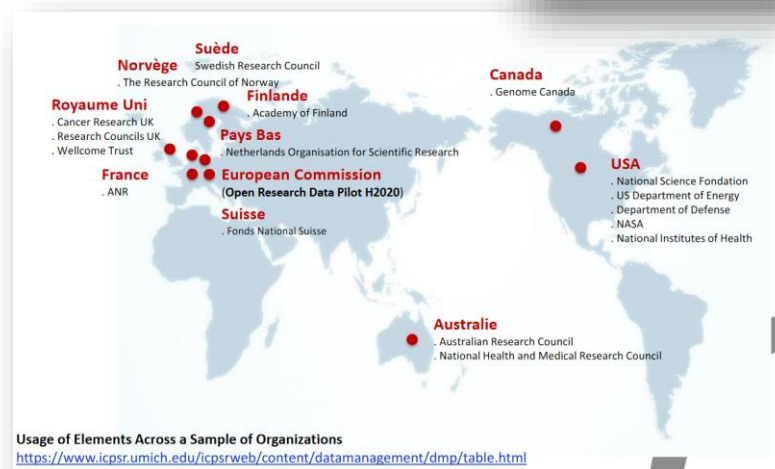 Suède
Swedish Research Council
Norvège
. The Research Council of Norway
Finlande
. Academy of Finland
Royaume Uni
. Cancer Research UK
. Research Councils UK
. Wellcome Trust
Pays Bas
. Netherlands Organisation for Scientific Research
France
. ANR
European Commission
(Open Research Data Pilot H2020)
Suisse
. Fonds National Suisse
Canada
. Genome Canada
USA
. National Science Fondation
. US Department of Energy
. Department of Defense
. NASA
. National Institutes of Health
Australie
. Australian Research Council
. National Health and Medical Research Council
Usage of Elements Across a Sample of Organizations
https://www.icpsr.umich.edu/icpsrweb/content/datamanagement/dmp/table.html